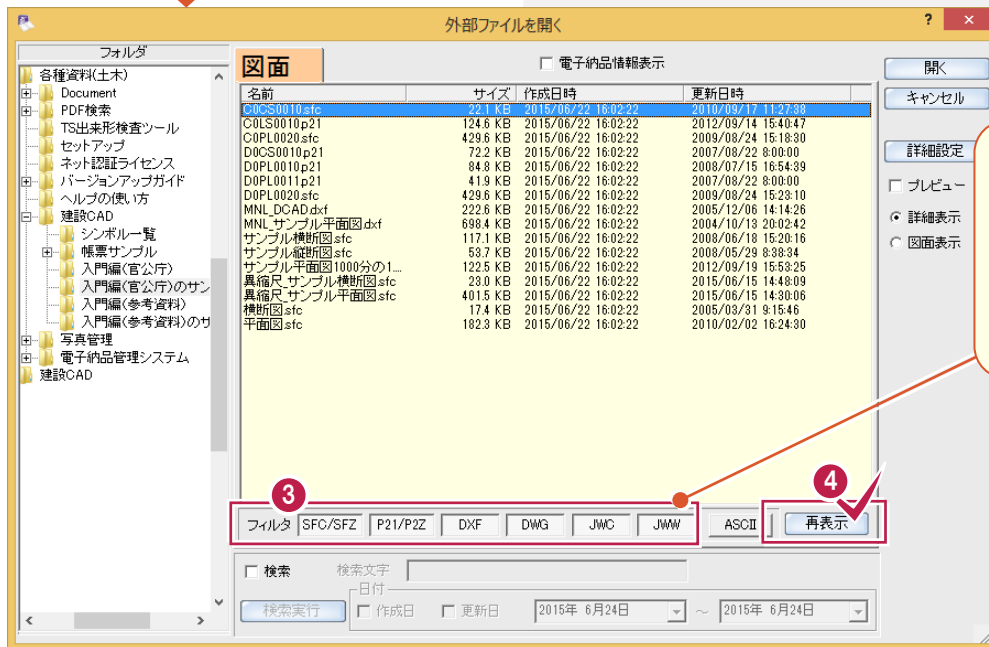 外部ファイルを開く
?
×
フォルダ
各種資料(土木)
Document
PDF検索
TS出来形検査ツール
セットアップ
ネット認証ライセンス
バージョンアップガイド
ヘルプの使い方
建設CAD
シンボル一覧
帳票サンプル
入門編(官公庁)
入門編(官公庁)のサン
入門編(参考資料)
入門編(参考資料)のサ
写真管理
電子納品管理システム
建設CAD
図面
電子納品情報表示
名前 サイズ 作成日時 更新日時
C0CS0010.sfc 22.1 KB 2015/06/22 16:02:22 2010/09/17 11:27:38
C0LS0010.p21 124.6 KB 2015/06/22 16:02:22 2012/09/14 15:40:47
C0PL0020.sfc 429.6 KB 2015/06/22 16:02:22 2009/08/24 15:18:30
D0CS0010.p21 72.2 KB 2015/06/22 16:02:22 2007/08/22 8:00:00
D0PL0010.p21 84.8 KB 2015/06/22 16:02:22 2008/07/15 16:54:39
D0PL0011.p21 41.9 KB 2015/06/22 16:02:22 2007/08/22 8:00:00
D0PL0020.sfc 429.6 KB 2015/06/22 16:02:22 2009/08/24 15:23:10
MNL_DCAD.dxf 222.6 KB 2015/06/22 16:02:22 2005/12/06 14:14:26
MNL_サンプル平面図.dxf 698.4 KB 2015/06/22 16:02:22 2004/10/13 20:02:42
サンプル横断図.sfc 117.1 KB 2015/06/22 16:02:22 2008/06/18 15:20:16
サンプル縦断図.sfc 53.7 KB 2015/06/22 16:02:22 2008/05/29 8:38:34
サンプル平面図1000分の1... 122.5 KB 2015/06/22 16:02:22 2012/09/19 15:53:25
異縮尺_サンプル横断図.sfc 23.0 KB 2015/06/22 16:02:22 2015/06/15 14:48:09
異縮尺_サンプル平面図.sfc 401.5 KB 2015/06/22 16:02:22 2015/06/15 14:30:06
横断図.sfc 17.4 KB 2015/06/22 16:02:22 2005/03/31 9:15:46
平面図.sfc 182.3 KB 2015/06/22 16:02:22 2010/02/02 16:24:30
開く
キャンセル
詳細設定
プレビュー
詳細表示
図面表示
3
4
フィルタ SFC/SFZ P21/P2Z DXF DWG JWC JWW ASCII 再表示
検索 検索文字
日付
検索実行 作成日 更新日 2015年 6月24日 ～ 2015年 6月24日